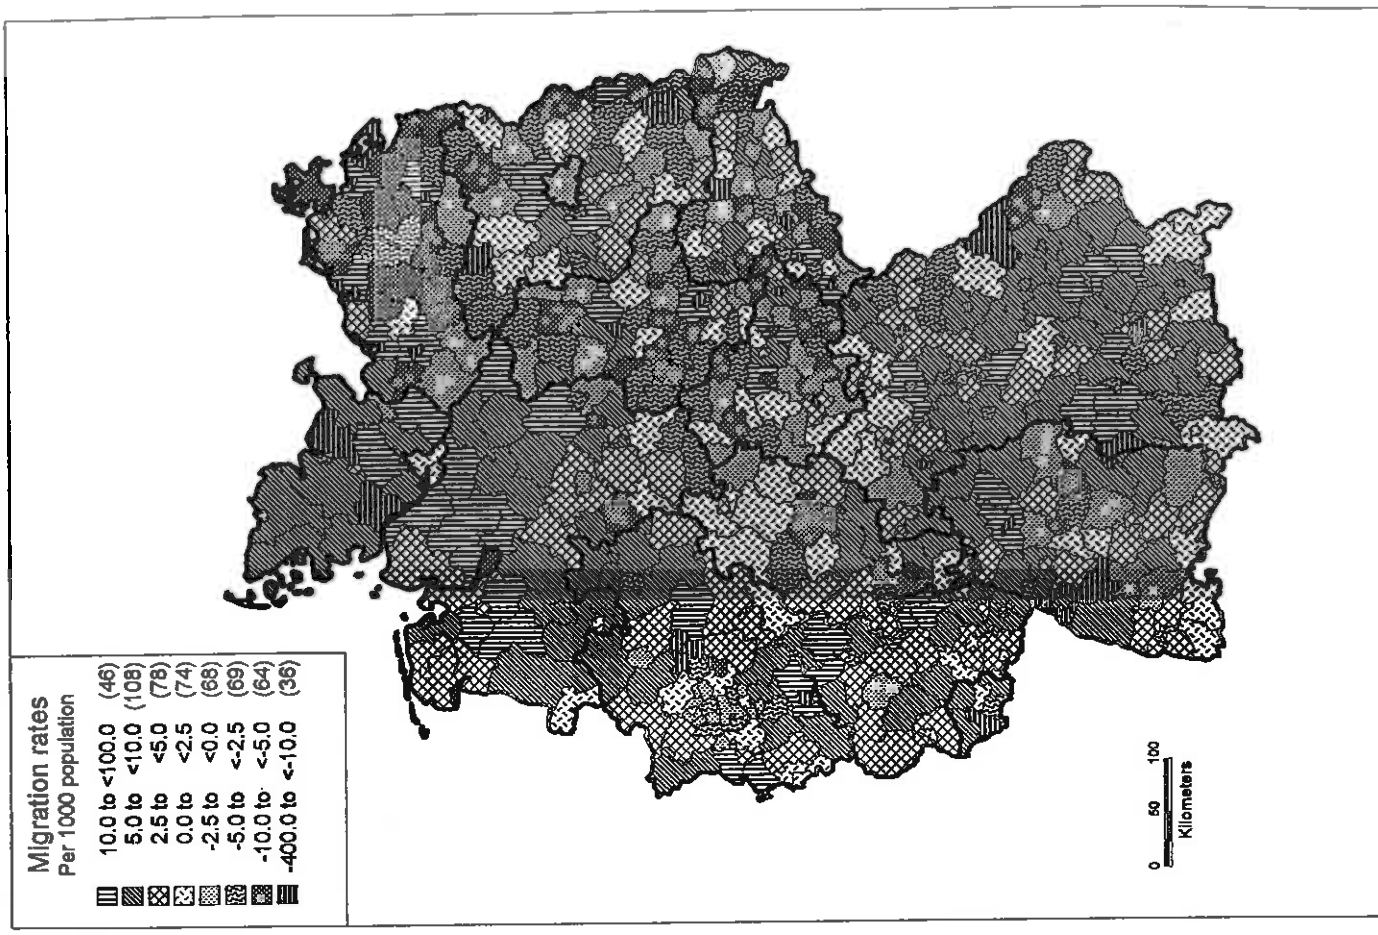 Migration rates
Per 1000 population
10.0 to <100.0 (46)
5.0 to <10.0 (108)
2.5 to <5.0 (78)
0.0 to <2.5 (74)
-2.5 to <0.0 (68)
-5.0 to <-2.5 (69)
-10.0 to <-5.0 (64)
-400.0 to <-10.0 (36)
0 50 100
Kilometers